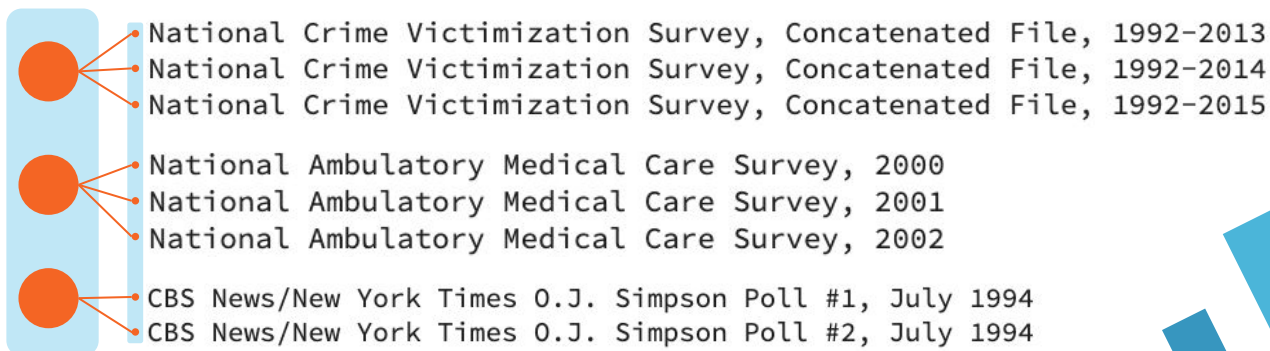 National Crime Victimization Survey, Concatenated File, 1992-2013
National Crime Victimization Survey, Concatenated File, 1992-2014
National Crime Victimization Survey, Concatenated File, 1992-2015
National Ambulatory Medical Care Survey, 2000
National Ambulatory Medical Care Survey, 2001
National Ambulatory Medical Care Survey, 2002
CBS News/New York Times O.J. Simpson Poll #1, July 1994
CBS News/New York Times O.J. Simpson Poll #2, July 1994